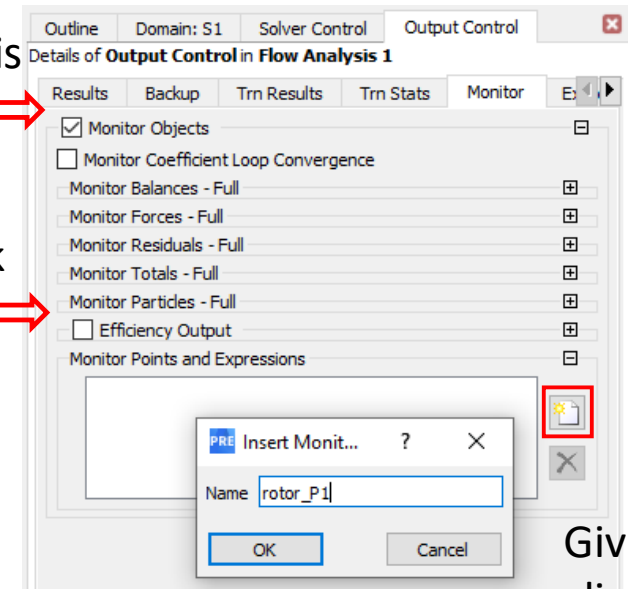 Outline Domain: S1 Solver Control Output Control
is
Details of Output Control in Flow Analysis 1
Results Backup Trn Results Trn Stats Monitor
Monitor Objects
Monitor Coefficient Loop Convergence
Monitor Balances - Full
Monitor Forces - Full
Monitor Residuals - Full
Monitor Totals - Full
Monitor Particles - Full
Efficiency Output
Monitor Points and Expressions
PRE Insert Monit... ?
Name rotor_P1
OK Cancel
Giv